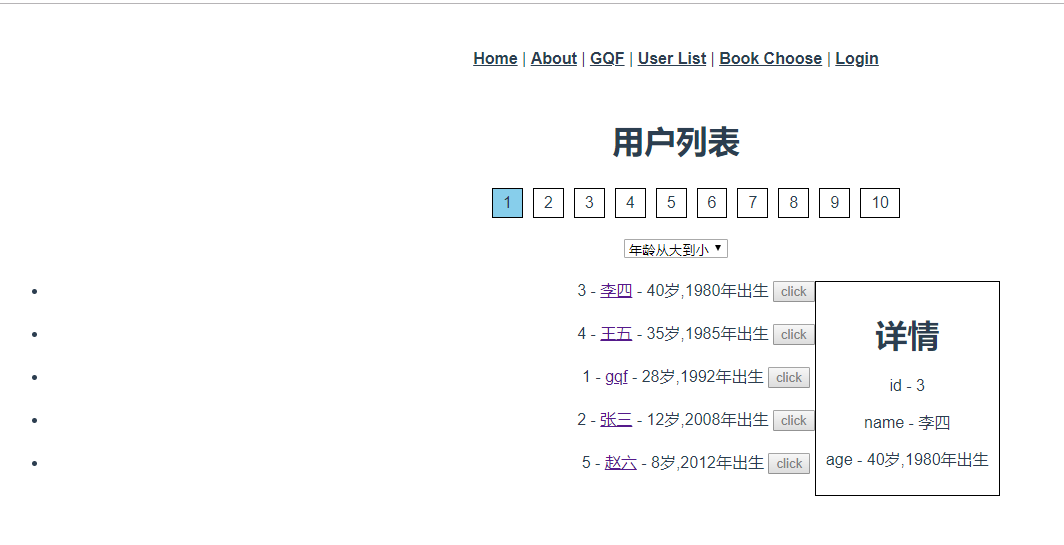 Home | About | GQF | User List | Book Choose | Login
用户列表
1 2 3 4 5 6 7 8 9 10
年龄从大到小
3 - 李四 - 40岁,1980年出生 click
4 - 王五 - 35岁,1985年出生 click
1 - gqf - 28岁,1992年出生 click
2 - 张三 - 12岁,2008年出生 click
5 - 赵六 - 8岁,2012年出生 click
详情
id - 3
name - 李四
age - 40岁,1980年出生